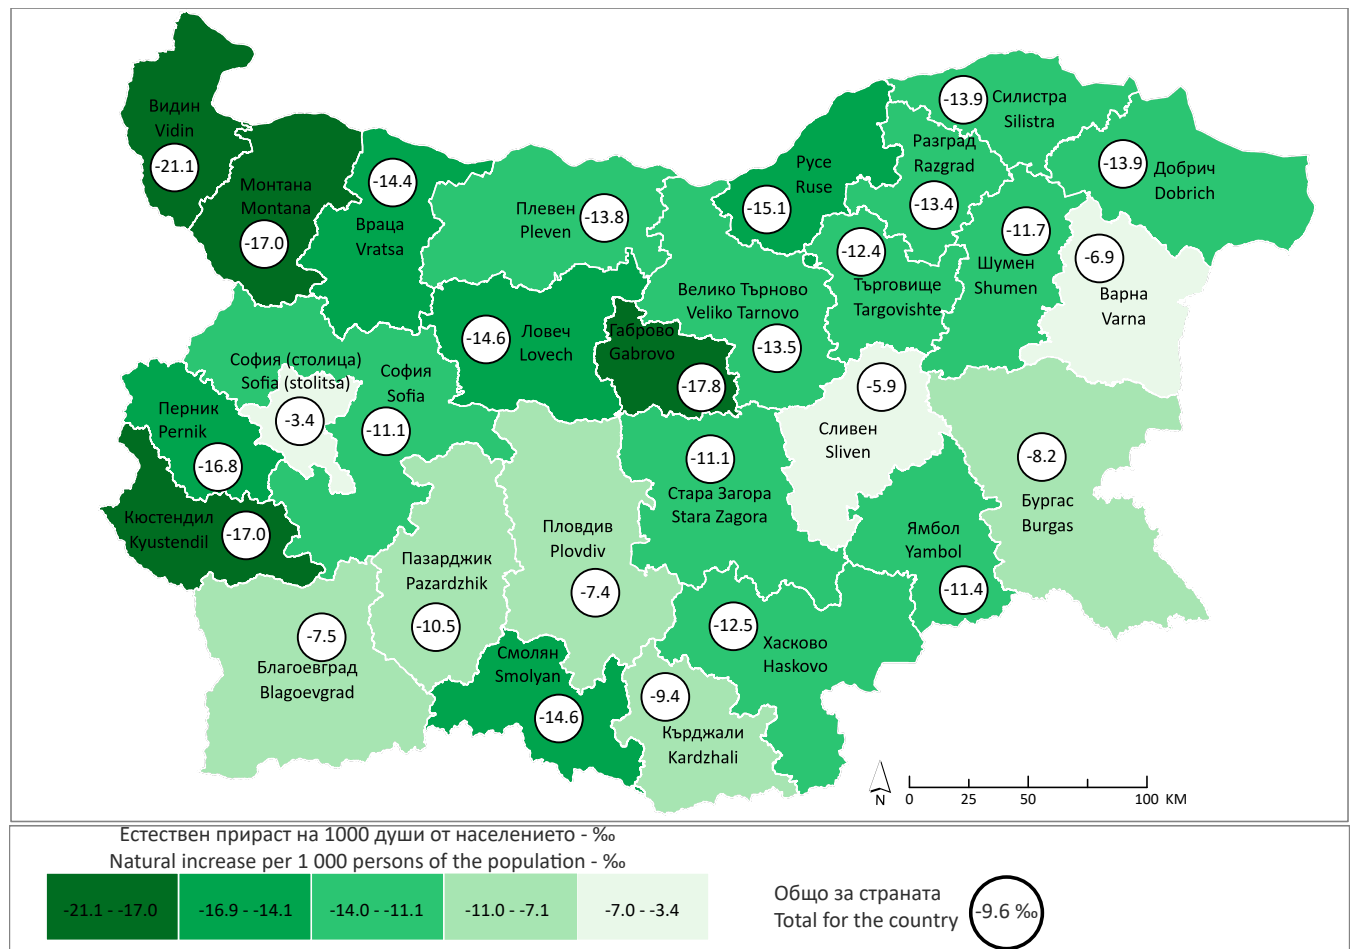 Видин
Vidin
-21.1
Монтана
Montana
-17.0
-14.4
Враца
Vratsa
Плевен
Pleven
-13.8
Русе
Ruse
-15.1
-13.9
Силистра
Silistra
Разград
Razgrad
-13.4
-13.9
Добрич
Dobrich
-12.4
Търговище
Targovishte
-11.7
Шумен
Shumen
-6.9
Варна
Varna
Велико Търново
Veliko Tarnovo
-13.5
-14.6
Ловеч
Lovech
Габрово
Gabrovo
-17.8
София (столица)
Sofia (stolitsa)
-3.4
София
Sofia
-11.1
Перник
Pernik
-16.8
Кюстендил
Kyustendil
-17.0
-5.9
Сливен
Sliven
-11.1
Стара Загора
Stara Zagora
-8.2
Бургас
Burgas
Ямбол
Yambol
-11.4
Пловдив
Plovdiv
-7.4
Пазарджик
Pazardzhik
-10.5
-7.5
Благоевград
Blagoevgrad
Смолян
Smolyan
-14.6
-12.5
Хасково
Haskovo
-9.4
Кърджали
Kardzhali
N
0 25 50 100 КМ
Естествен прираст на 1000 души от населението - ‰
Natural increase per 1 000 persons of the population - ‰
-21.1 - -17.0 -16.9 - -14.1 -14.0 - -11.1 -11.0 - -7.1 -7.0 - -3.4
Общо за страната
Total for the country
-9.6 ‰